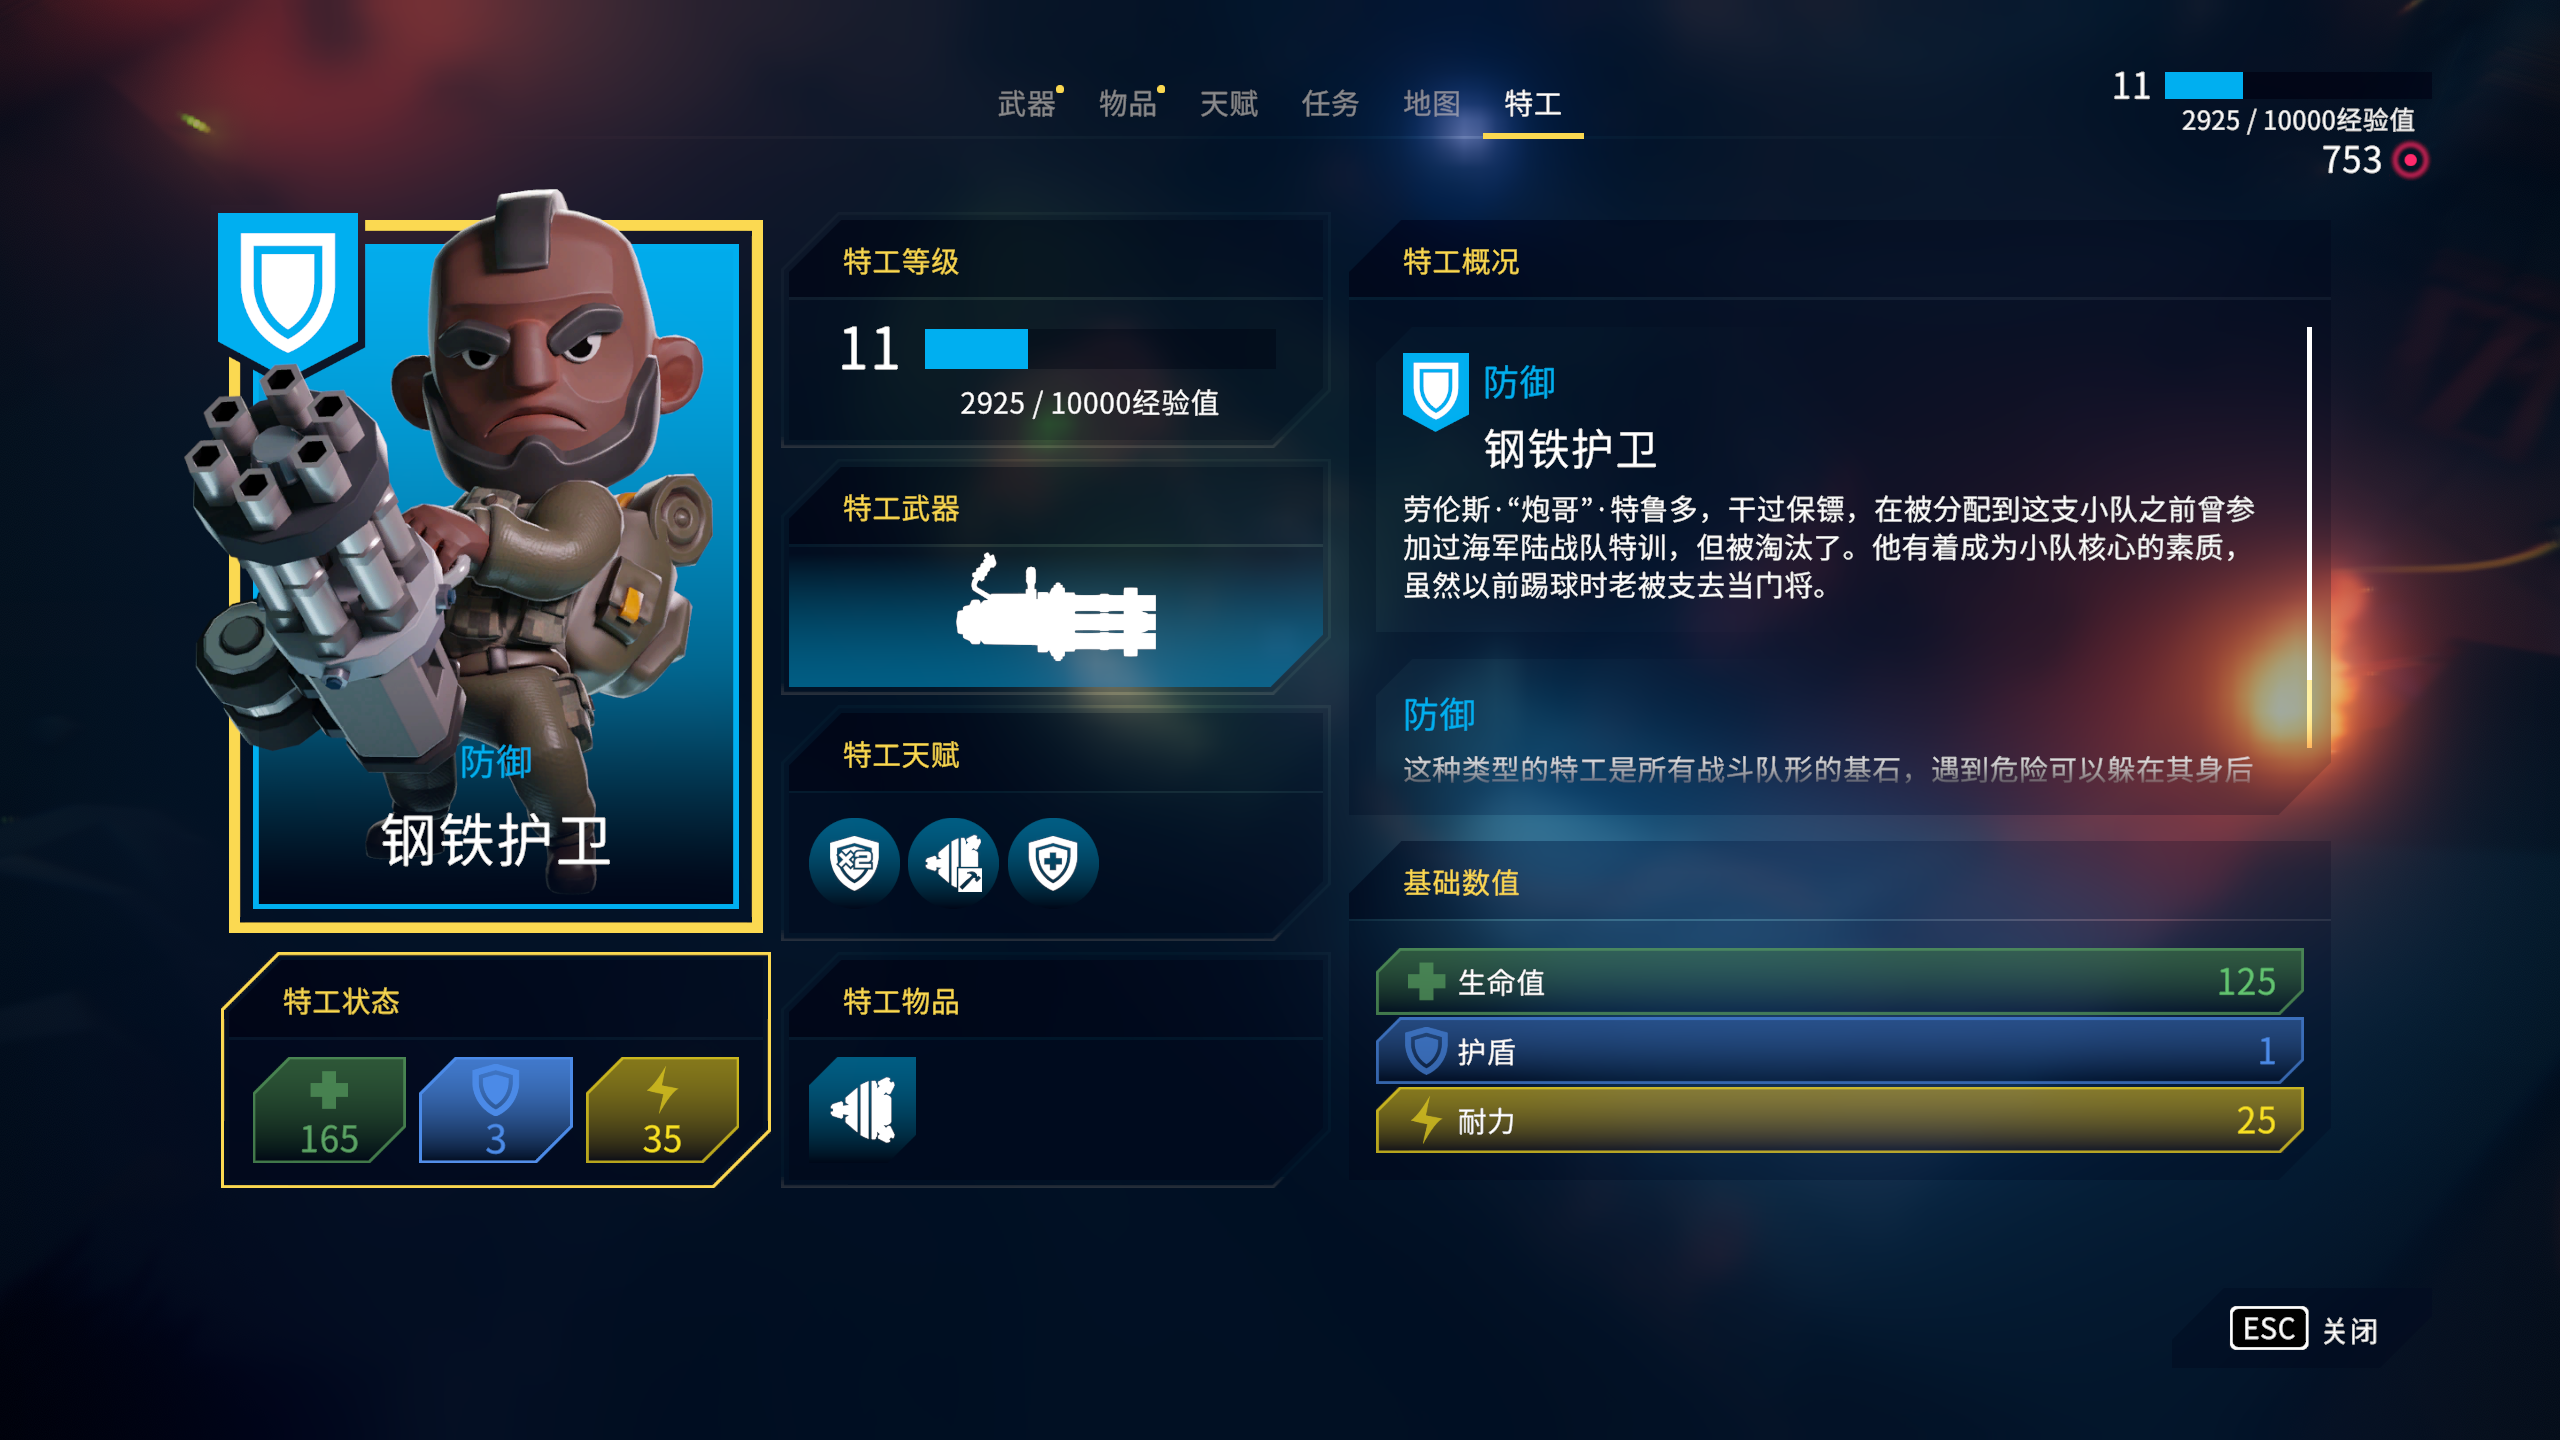 武器 物品 天赋 任务 地图 特工
11
2925 / 10000经验值
753
防御
钢铁护卫
特工状态
165 3 35
特工等级
11
2925 / 10000经验值
特工武器
特工天赋
X2
特工物品
特工概况
防御
钢铁护卫
劳伦斯·“炮哥”·特鲁多，干过保镖，在被分配到这支小队之前曾参
加过海军陆战队特训，但被淘汰了。他有着成为小队核心的素质，
虽然以前踢球时老被支去当门将。
防御
这种类型的特工是所有战斗队形的基石，遇到危险可以躲在其身后
基础数值
生命值 125
护盾 1
耐力 25
ESC 关闭